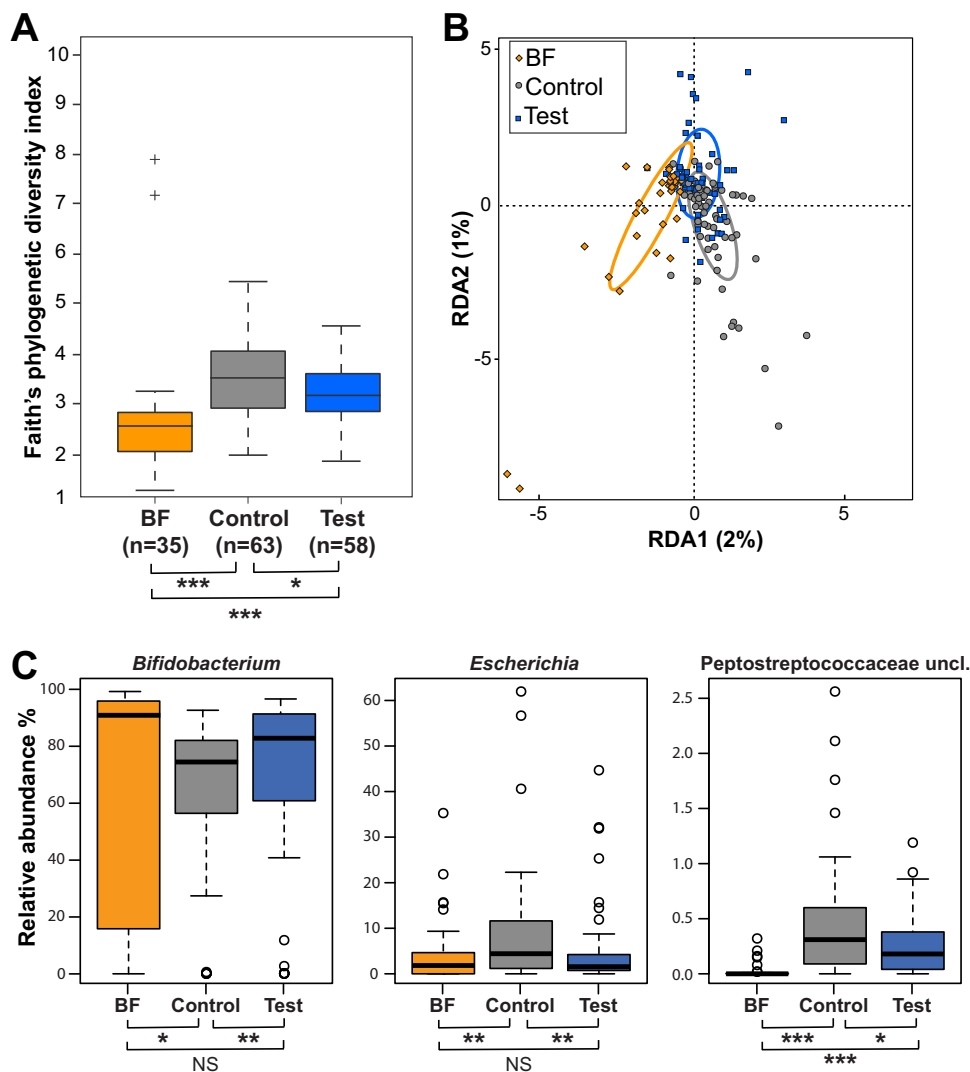 A
Faith's phylogenetic diversity index
10
9
8
7
6
5
4
3
2
1
BF Control Test
(n=35) (n=63) (n=58)
*** *
***
B
BF
Control
Test
RDA2 (1%)
5
0
-5
-5 0 5
RDA1 (2%)
C
Relative abundance %
Bifidobacterium
100
80
60
40
20
0
BF Control Test
* **
NS
Escherichia
60
50
40
30
20
10
0
BF Control Test
** **
NS
Peptostreptococcaceae uncl.
2.5
2.0
1.5
1.0
0.5
0.0
BF Control Test
*** *
***